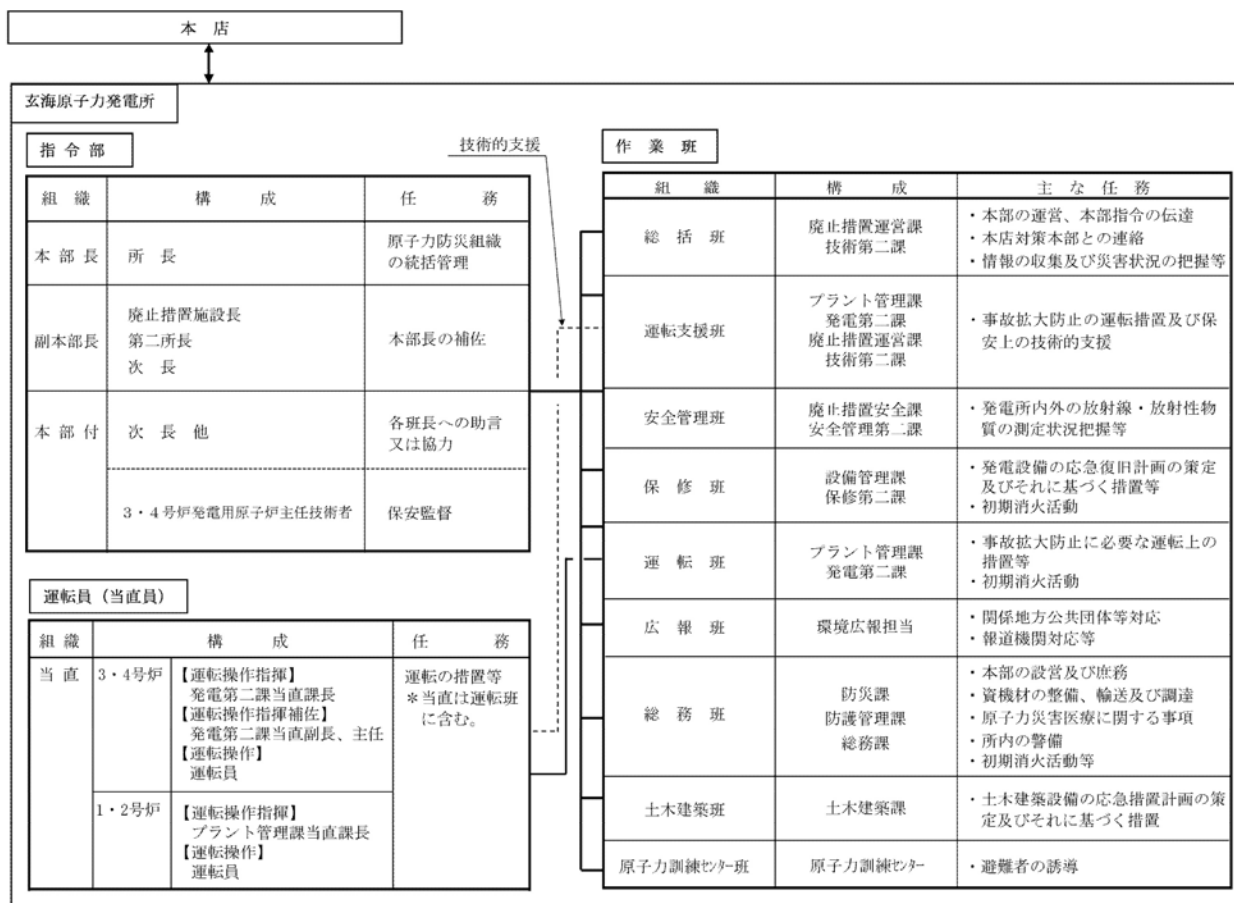 本店
玄海原子力発電所
指令部
組織 構成 任務
本部長 所長 原子力防災組織
の統括管理
副本部長 廃止措置施設長
第二所長
次長
本部長の補佐
本部付 次長他 各班長への助言
又は協力
3・4号炉発電用原子炉主任技術者 保安監督
運転員（当直員）
組織 構成 任務
当直 3・4号炉 【運転操作指揮】
発電第二課当直課長
【運転操作指揮補佐】
発電第二課当直副長、主任
【運転操作】
運転員
1・2号炉 【運転操作指揮】
プラント管理課当直課長
【運転操作】
運転員
運転の措置等
＊当直は運転班
に含む。
技術的支援
作業班
組織 構成 主な任務
総括班 廃止措置運営課
技術第二課
・本部の運営、本部指令の伝達
・本店対策本部との連絡
・情報の収集及び災害状況の把握等
運転支援班 プラント管理課
発電第二課
廃止措置運営課
技術第二課
・事故拡大防止の運転措置及び保
安上の技術的支援
安全管理班 廃止措置安全課
安全管理第二課
・発電所内外の放射線・放射性物
質の測定状況把握等
保修班 設備管理課
保修第二課
・発電設備の応急復旧計画の策定
及びそれに基づく措置等
・初期消火活動
運転班 プラント管理課
発電第二課
・事故拡大防止に必要な運転上の
措置等
・初期消火活動
広報班 環境広報担当
・関係地方公共団体等対応
・報道機関対応等
総務班 防災課
防護管理課
総務課
・本部の設営及び庶務
・資機材の整備、輸送及び調達
・原子力災害医療に関する事項
・所内の警備
・初期消火活動等
土木建築班 土木建築課
・土木建築設備の応急措置計画の策
定及びそれに基づく措置
原子力訓練センター班 原子力訓練センター ・避難者の誘導